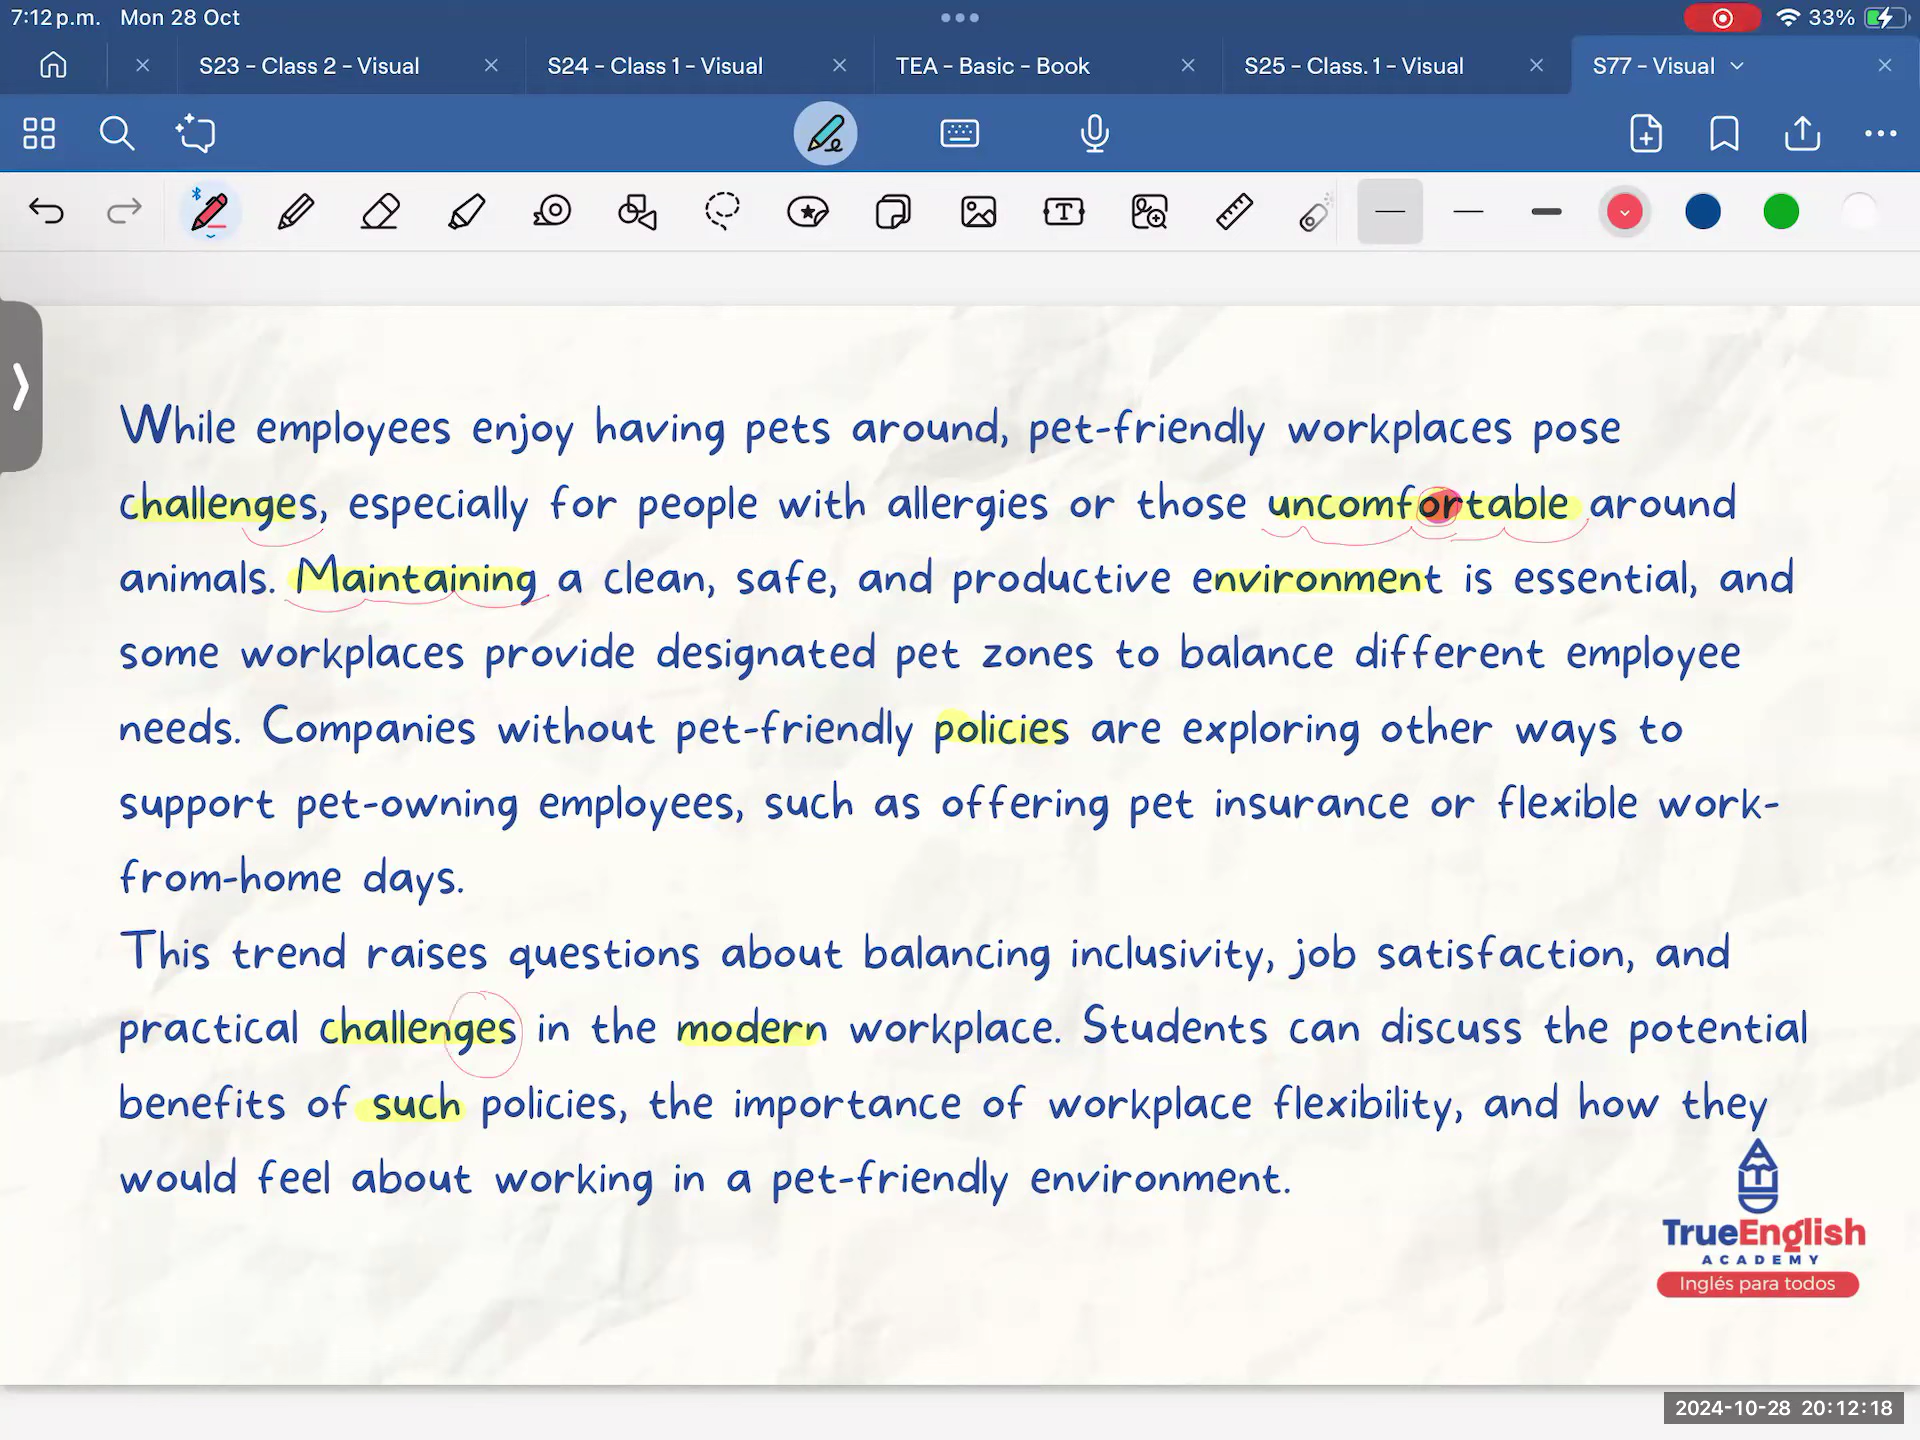 7:12 p.m. Mon 28 Oct
33%
S23 - Class 2 - Visual
S24 - Class 1 - Visual
TEA - Basic - Book
S25 - Class. 1 - Visual
S77 - Visual
While employees enjoy having pets around, pet-friendly workplaces pose
challenges, especially for people with allergies or those uncomfortable around
animals. Maintaining a clean, safe, and productive environment is essential, and
some workplaces provide designated pet zones to balance different employee
needs. Companies without pet-friendly policies are exploring other ways to
support pet-owning employees, such as offering pet insurance or flexible work-
from-home days.
This trend raises questions about balancing inclusivity, job satisfaction, and
practical challenges in the modern workplace. Students can discuss the potential
benefits of such policies, the importance of workplace flexibility, and how they
would feel about working in a pet-friendly environment.
TrueEnglish
ACADEMY
Inglés para todos
2024-10-28 20:12:18